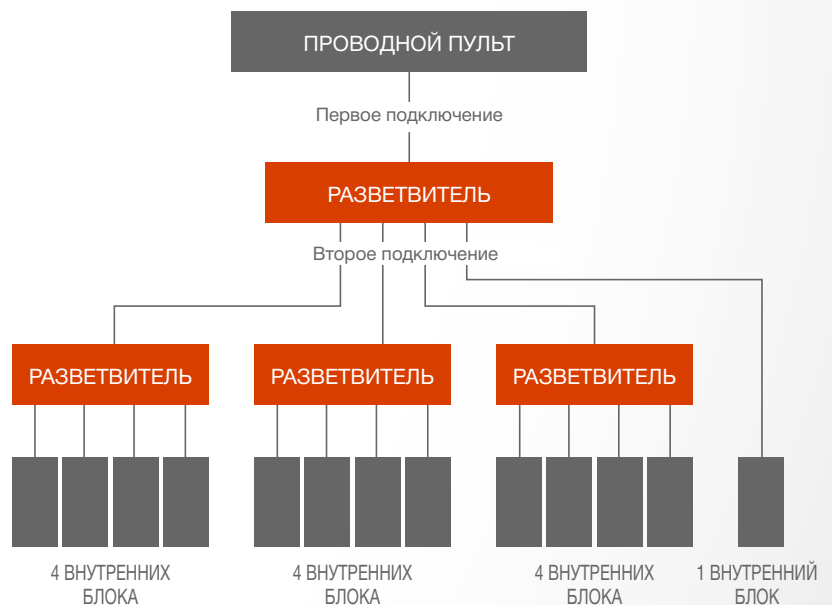 ПРОВОДНОЙ ПУЛЬТ
Первое подключение
РАЗВЕТВИТЕЛЬ
Второе подключение
РАЗВЕТВИТЕЛЬ
РАЗВЕТВИТЕЛЬ
РАЗВЕТВИТЕЛЬ
4 ВНУТРЕННИХ
БЛОКА
4 ВНУТРЕННИХ
БЛОКА
4 ВНУТРЕННИХ
БЛОКА
1 ВНУТРЕННИЙ
БЛОК